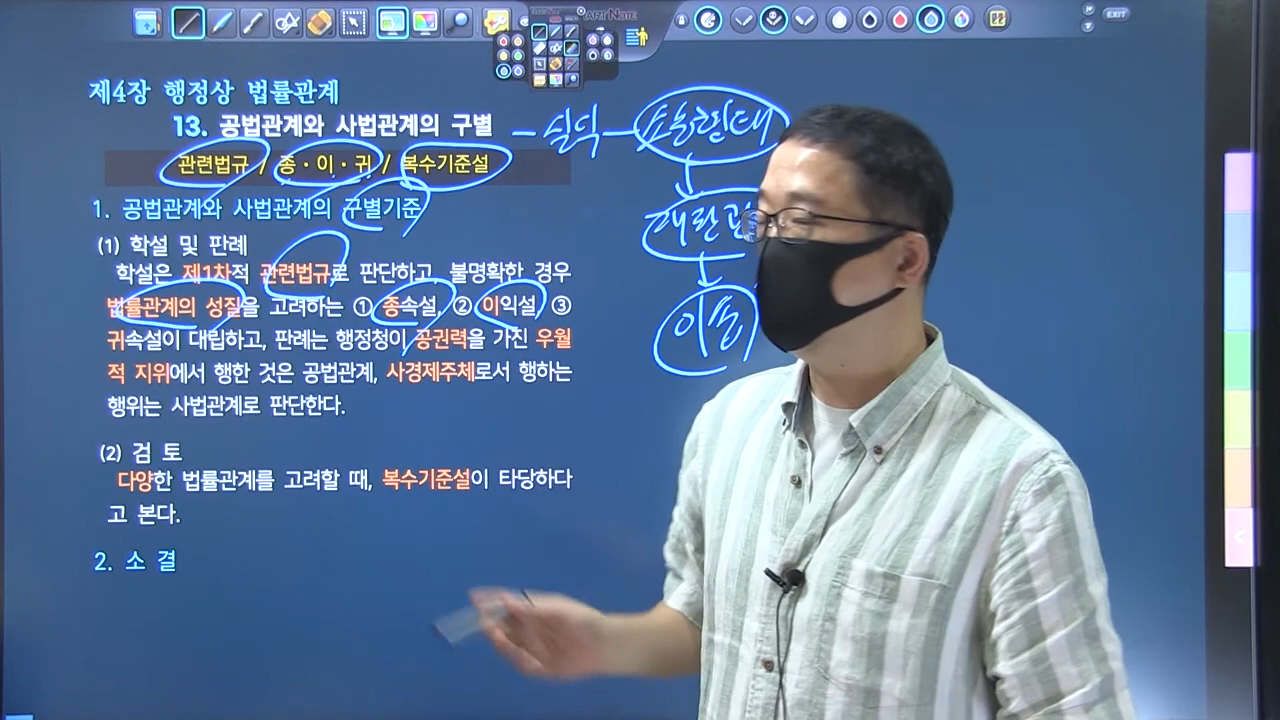 ART NOTE
EXIT
제4장 행정상 법률관계
13. 공법관계와 사법관계의 구별 – 실익 – 소송형태
관련법규 / 종·이·귀 / 복수기준설
1. 공법관계와 사법관계의 구별기준
재판관
(1) 학설 및 판례
학설은 제1차적 관련법규로 판단하고, 불명확한 경우
법률관계의 성질을 고려하는 ① 종속설, ② 이익설, ③
이송
귀속설이 대립하고, 판례는 행정청이 공권력을 가진 우월
적 지위에서 행한 것은 공법관계, 사경제주체로서 행하는
행위는 사법관계로 판단한다.
(2) 검 토
다양한 법률관계를 고려할 때, 복수기준설이 타당하다
고 본다.
2. 소 결